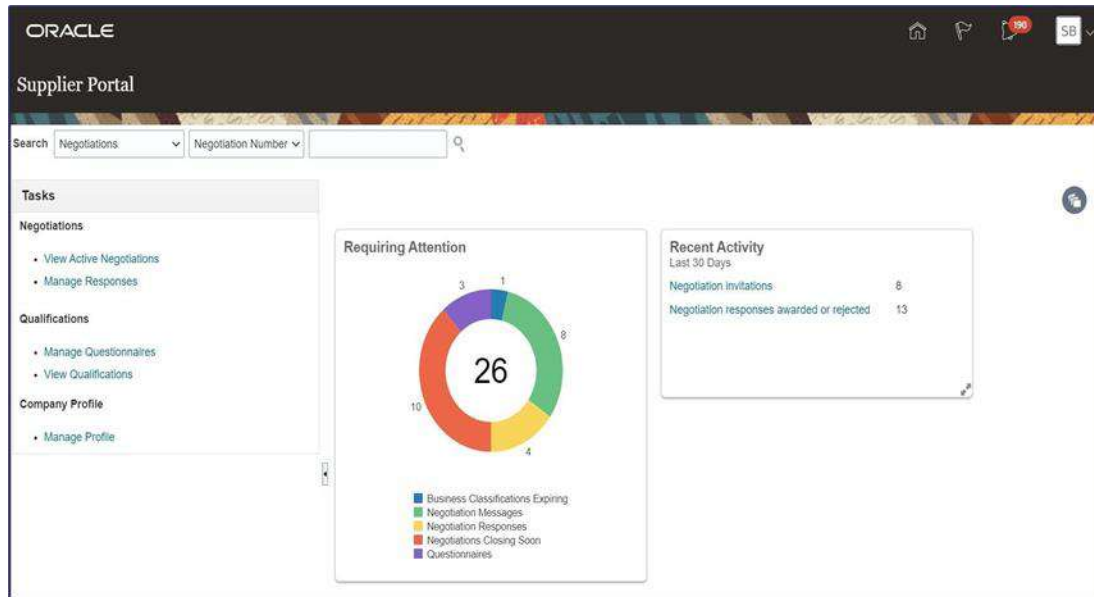 ORACLE
190
SB
Supplier Portal
Search Negotiations Negotiation Number
Tasks
Negotiations
View Active Negotiations
Manage Responses
Qualifications
Manage Questionnaires
View Qualifications
Company Profile
Manage Profile
Requiring Attention
3
1
8
26
10
4
Business Classifications Expiring
Negotiation Messages
Negotiation Responses
Negotiations Closing Soon
Questionnaires
Recent Activity
Last 30 Days
Negotiation invitations 8
Negotiation responses awarded or rejected 13